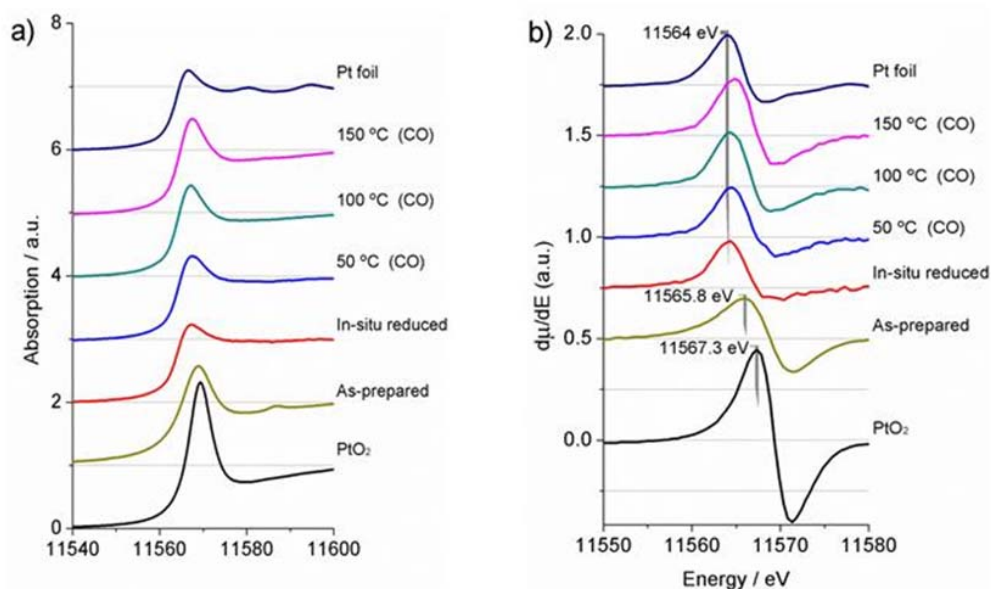 a)
8
6
4
2
0
Absorption / a.u.
Pt foil
150 ºC (CO)
100 ºC (CO)
50 ºC (CO)
In-situ reduced
As-prepared
PtO₂
11540
11560
11580
11600
b)
2.0
1.5
1.0
0.5
0.0
dμ/dE (a.u.)
11564 eV
Pt foil
150 ºC (CO)
100 ºC (CO)
50 ºC (CO)
In-situ reduced
11565.8 eV
As-prepared
11567.3 eV
PtO₂
11550
11560
11570
11580
Energy / eV